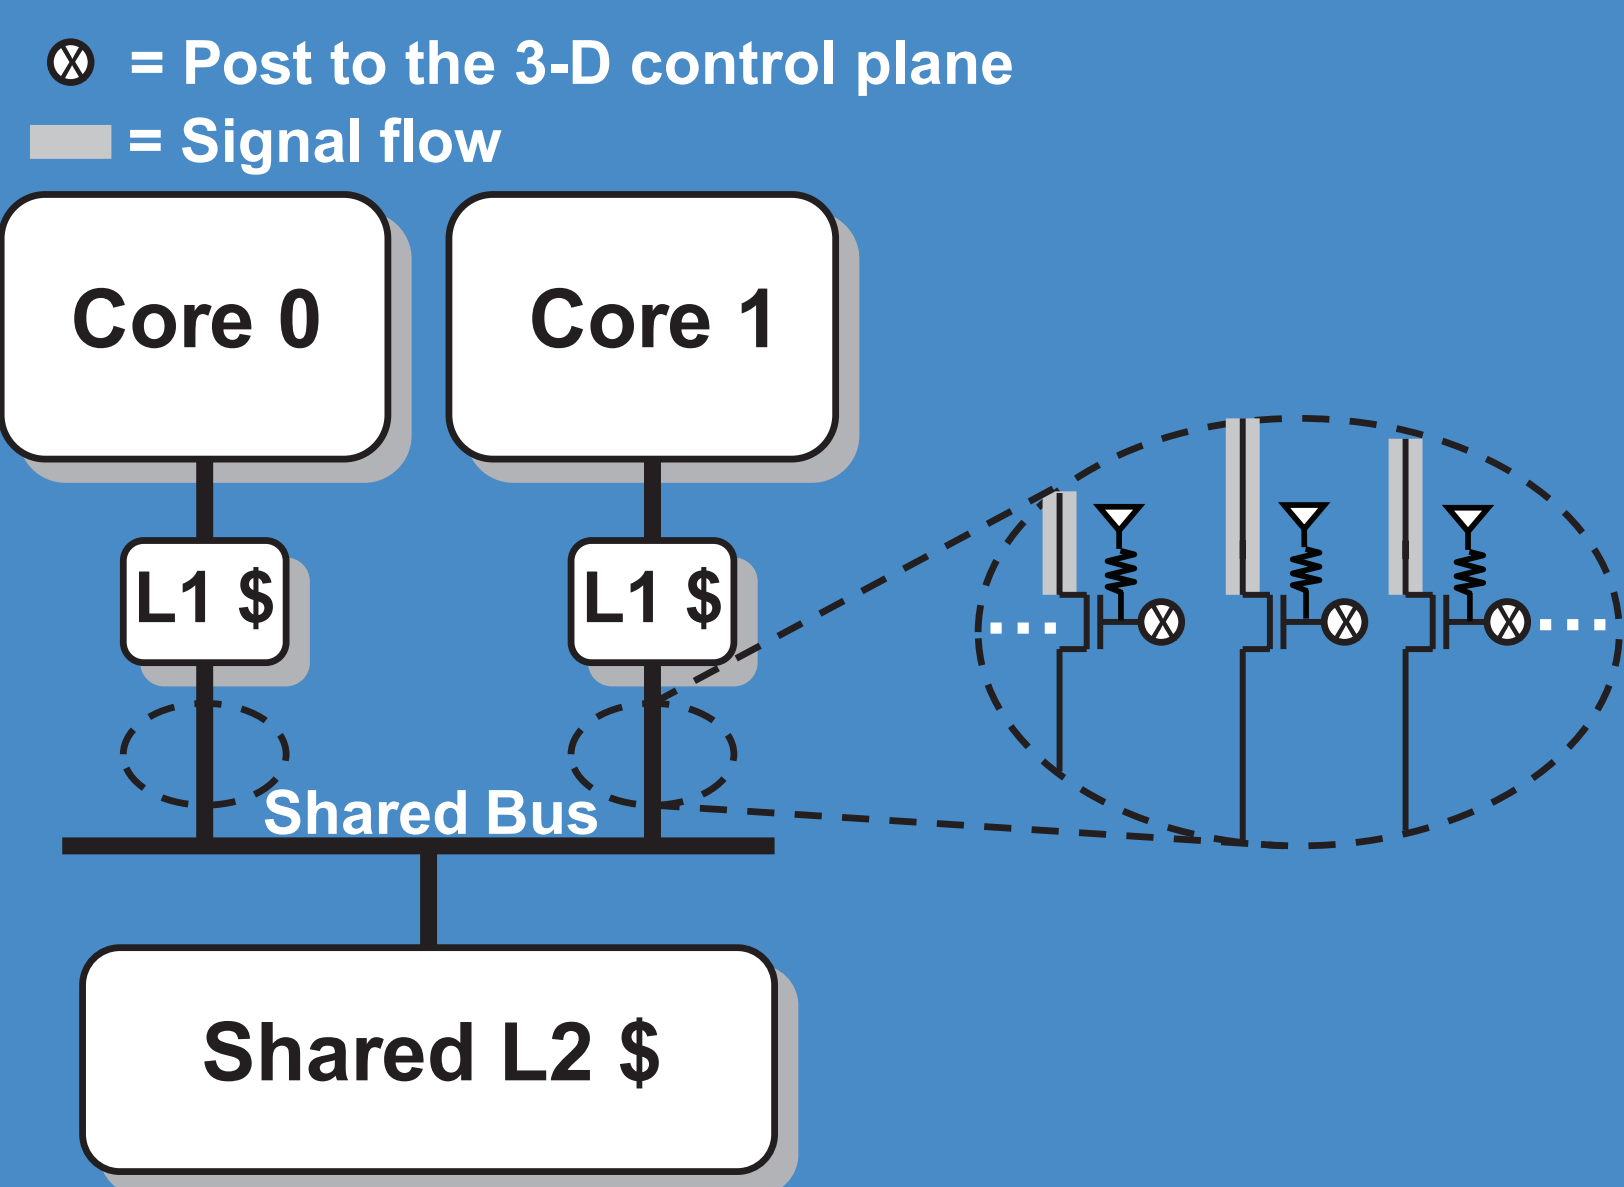 = Post to the 3-D control plane
= Signal flow
Core 0
Core 1
L1 $
L1 $
Shared Bus
Shared L2 $